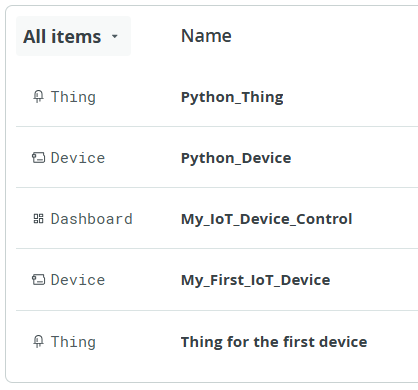 All items Name
Thing Python_Thing
Device Python_Device
Dashboard My_IoT_Device_Control
Device My_First_IoT_Device
Thing Thing for the first device